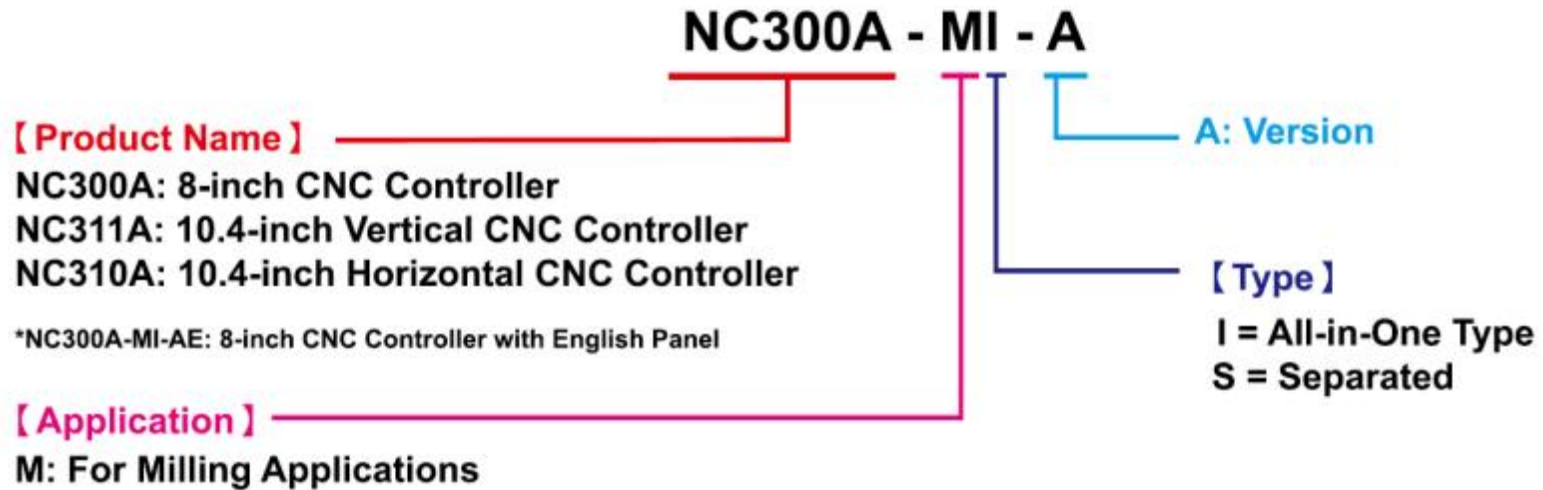 NC300A - MI - A
【Product Name】
NC300A: 8-inch CNC Controller
NC311A: 10.4-inch Vertical CNC Controller
NC310A: 10.4-inch Horizontal CNC Controller
*NC300A-MI-AE: 8-inch CNC Controller with English Panel
【Application】
M: For Milling Applications
A: Version
【Type】
I = All-in-One Type
S = Separated